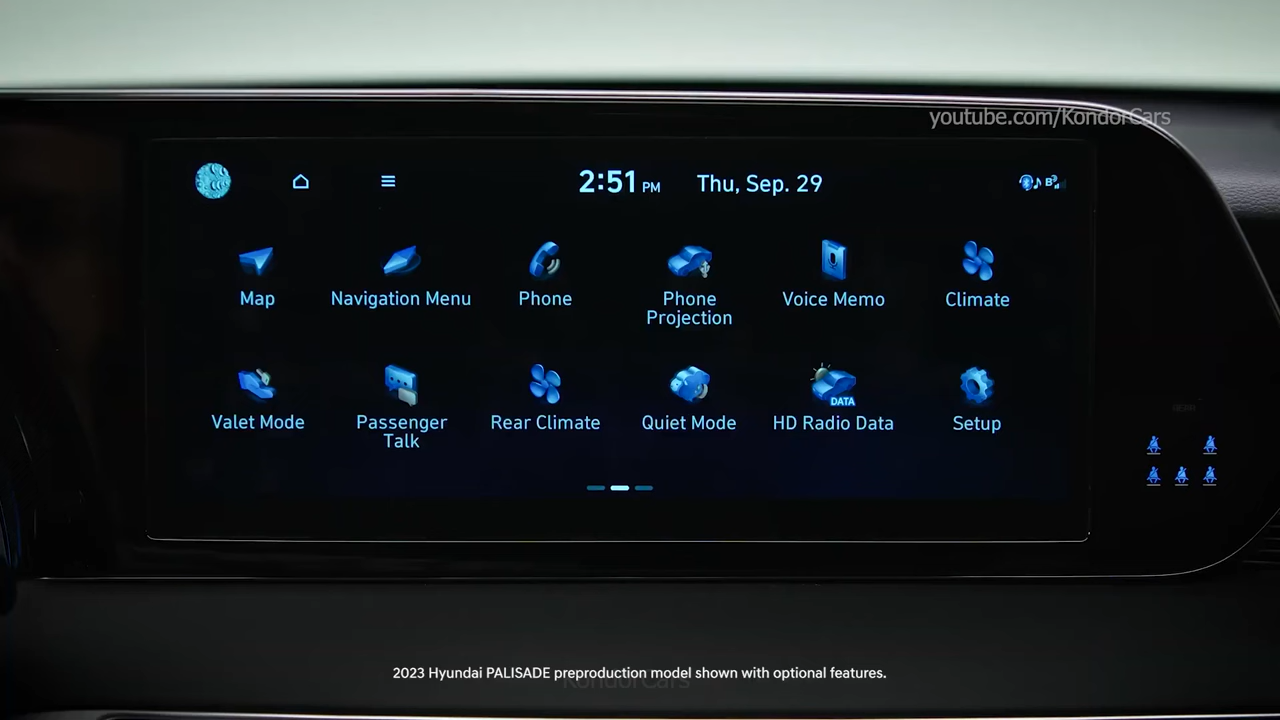 youtube.com/KondorCars
2:51 PM Thu, Sep. 29
Map
Navigation Menu
Phone
Phone
Projection
Voice Memo
Climate
Valet Mode
Passenger
Talk
Rear Climate
Quiet Mode
DATA
HD Radio Data
Setup
2023 Hyundai PALISADE preproduction model shown with optional features.
KondorCars